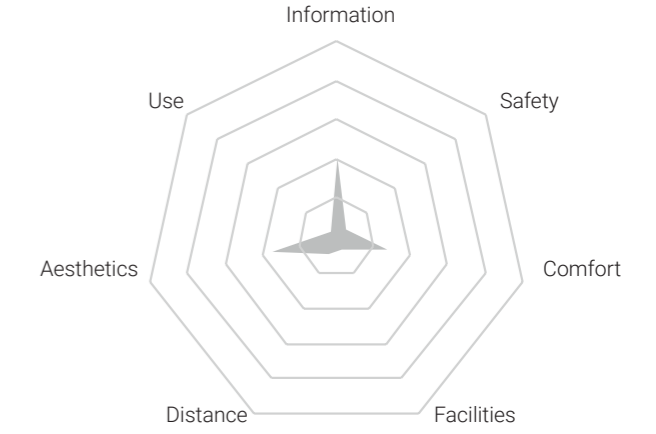 Information
Use
Safety
Aesthetics
Comfort
Distance
Facilities